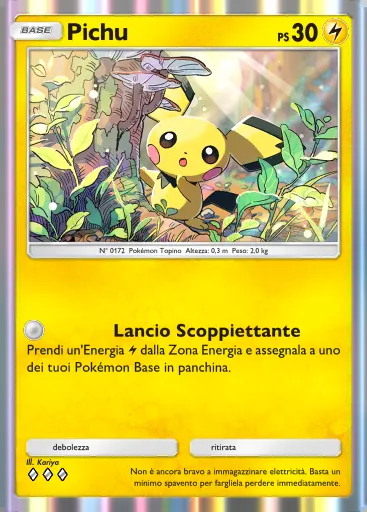 BASE Pichu PS 30
N° 0172 Pokémon Topino Altezza: 0,3 m Peso: 2,0 kg
Lancio Scoppiettante
Prendi un'Energia dalla Zona Energia e assegnala a uno
dei tuoi Pokémon Base in panchina.
debolezza ritirata
Ill. Kariya
Non è ancora bravo a immagazzinare elettricità. Basta un
minimo spavento per fargliela perdere immediatamente.